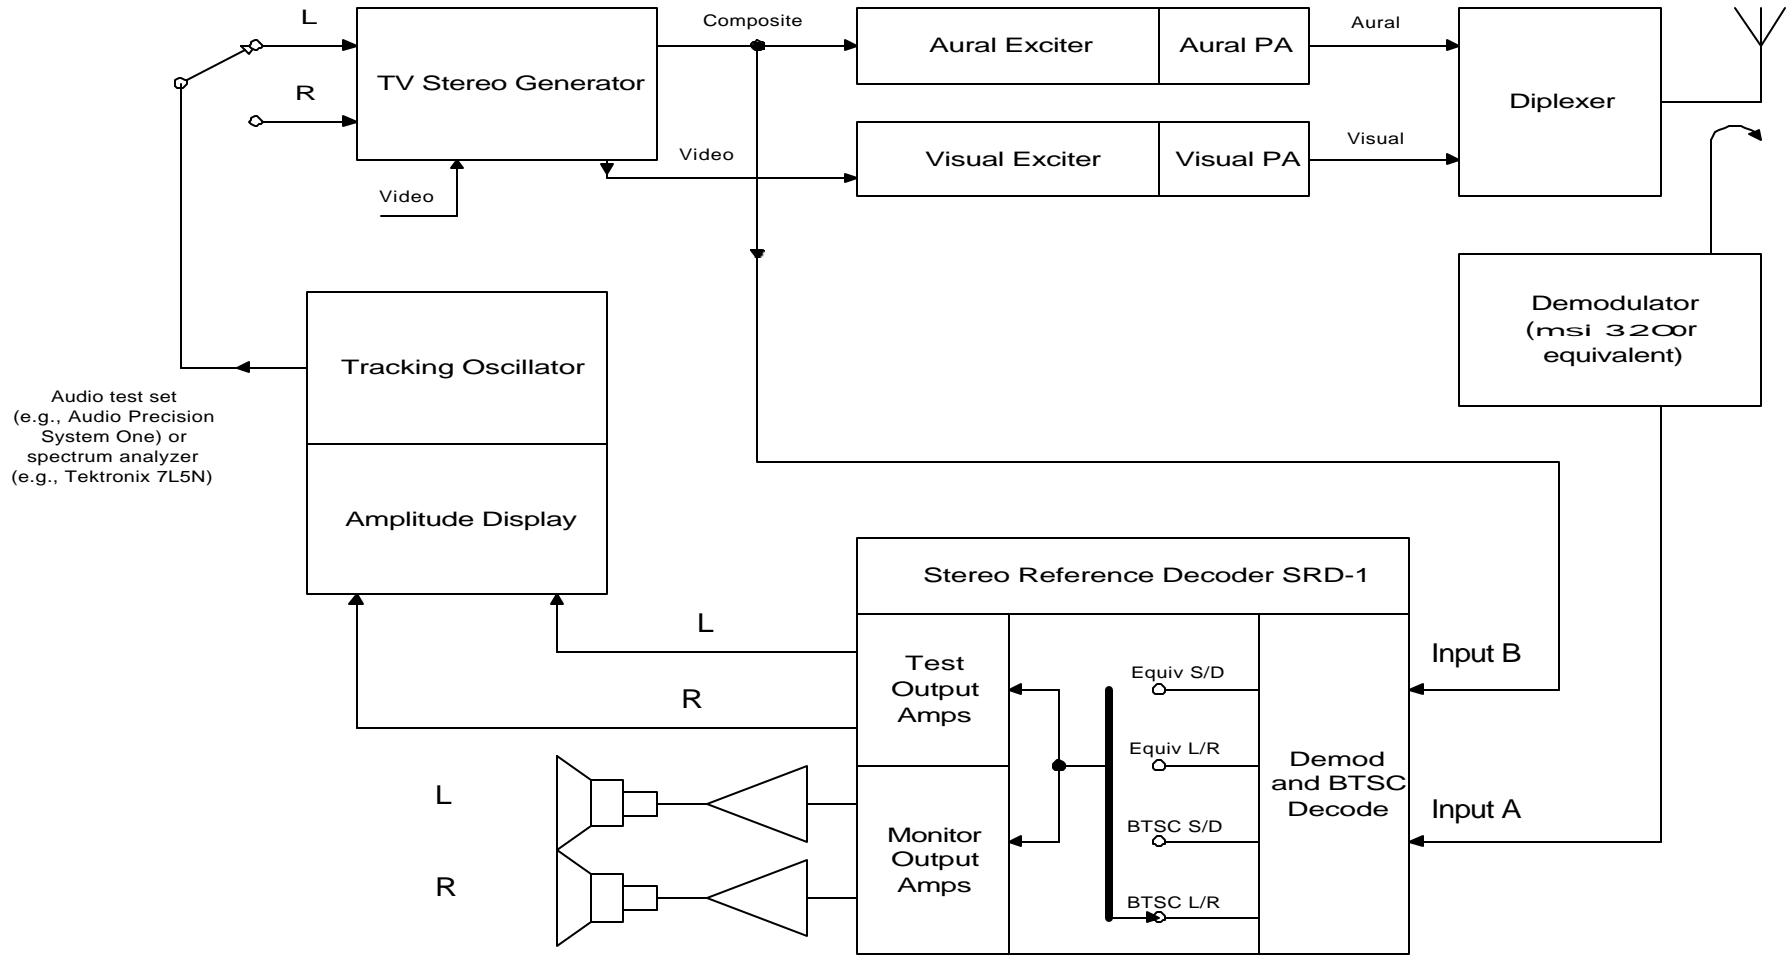 L
Composite
Aural Exciter
Aural PA
Aural
TV Stereo Generator
R
Diplexer
Video
Visual Exciter
Visual PA
Visual
Video
Demodulator
(msi 320 or
equivalent)
Tracking Oscillator
Audio test set
(e.g., Audio Precision
System One) or
spectrum analyzer
(e.g., Tektronix 7L5N)
Amplitude Display
Stereo Reference Decoder SRD-1
L
R
Test
Output
Amps
Equiv S/D
Equiv L/R
BTSC S/D
BTSC L/R
Demod
and BTSC
Decode
Input B
Input A
L
R
Monitor
Output
Amps